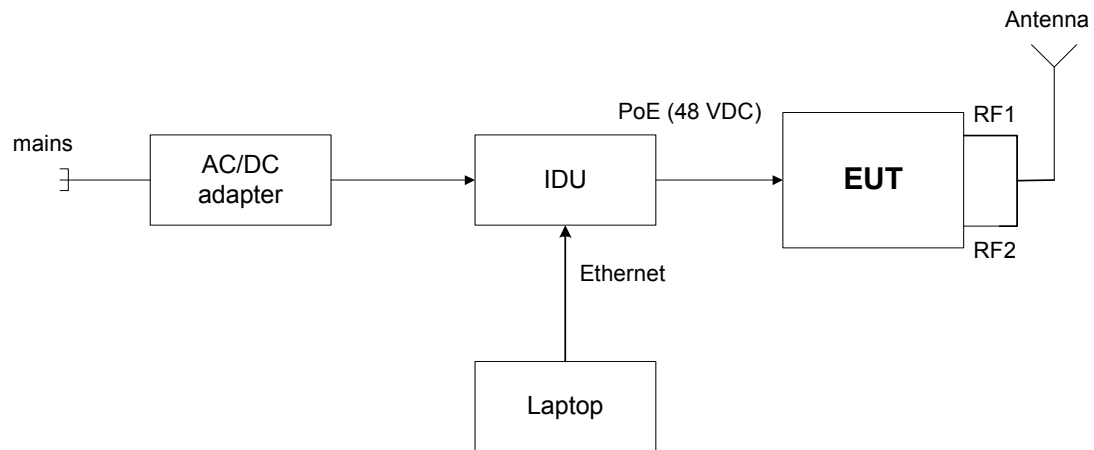 Antenna
PoE (48 VDC)
RF1
mains
AC/DC
adapter
IDU
EUT
RF2
Ethernet
Laptop